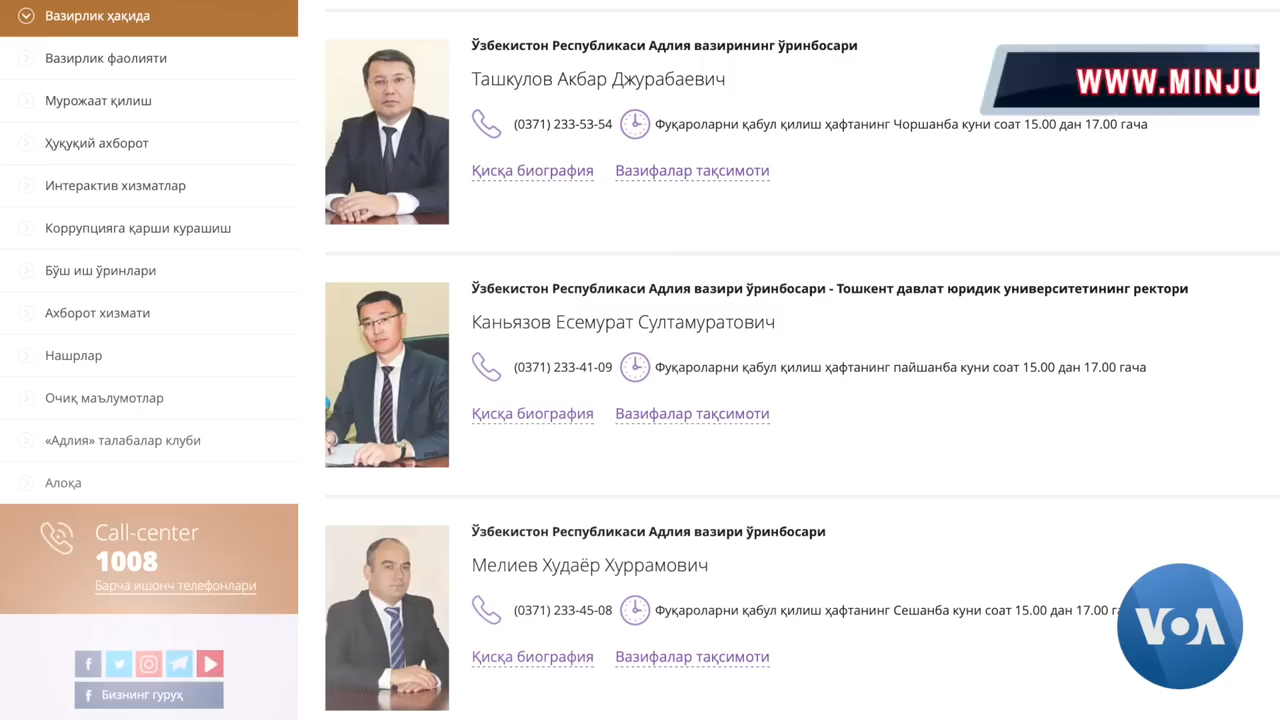 Вазирлик ҳақида
Вазирлик фаолияти
Мурожаат қилиш
Ҳуқуқий ахборот
Интерактив хизматлар
Коррупцияга қарши курашиш
Бўш иш ўринлари
Ахборот хизмати
Нашрлар
Очиқ маълумотлар
«Адлия» талабалар клуби
Алоқа
Call-center
1008
Барча ишонч телефонлари
Бизнинг гуруҳ
Ўзбекистон Республикаси Адлия вазирининг ўринбосари
Ташкулов Акбар Джурабаевич
(0371) 233-53-54 Фуқароларни қабул қилиш ҳафтанинг Чоршанба куни соат 15.00 дан 17.00 гача
Қисқа биография Вазифалар тақсимоти
Ўзбекистон Республикаси Адлия вазири ўринбосари - Тошкент давлат юридик университетининг ректори
Каньязов Есемурат Султамуратович
(0371) 233-41-09 Фуқароларни қабул қилиш ҳафтанинг пайшанба куни соат 15.00 дан 17.00 гача
Қисқа биография Вазифалар тақсимоти
Ўзбекистон Республикаси Адлия вазири ўринбосари
Мелиев Худаёр Хуррамович
(0371) 233-45-08 Фуқароларни қабул қилиш ҳафтанинг Сешанба куни соат 15.00 дан 17.00
Қисқа биография Вазифалар тақсимоти
WWW.MINJU
VOA